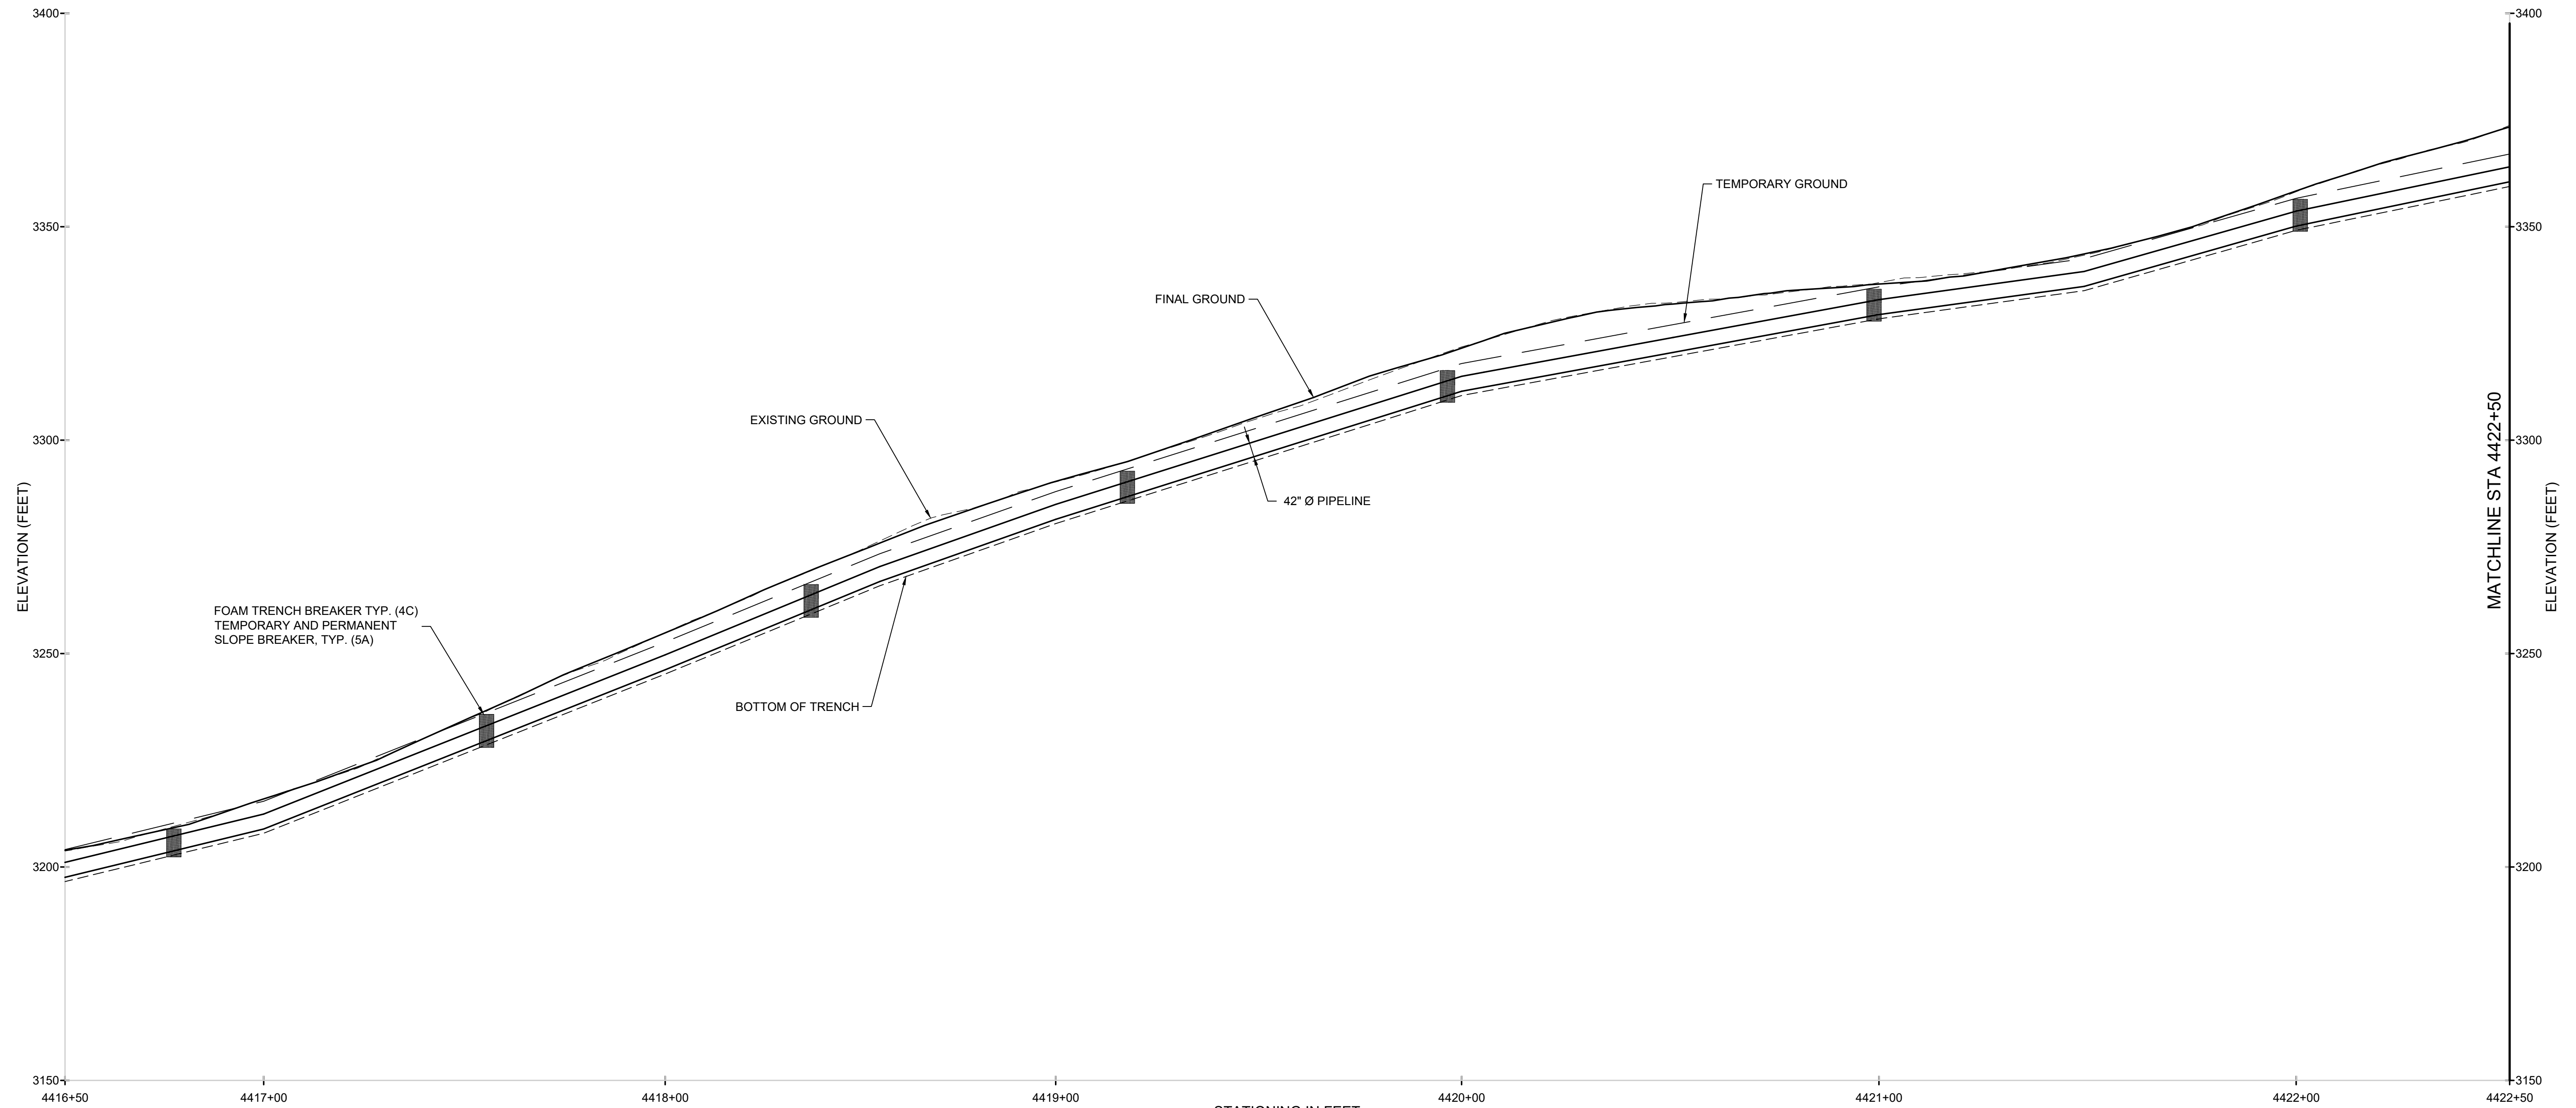 3400
3400
3350
3350
TEMPORARY GROUND
FINAL GROUND
EXISTING GROUND
3300
3300
42" Ø PIPELINE
MATCHLINE STA 4422+50
ELEVATION (FEET)
ELEVATION (FEET)
FOAM TRENCH BREAKER TYP. (4C)
TEMPORARY AND PERMANENT
SLOPE BREAKER, TYP. (5A)
3250
3250
BOTTOM OF TRENCH
3200
3200
3150
3150
4416+50
4417+00
4418+00
4419+00
4420+00
4421+00
4422+00
4422+50
STATIONING IN FEET